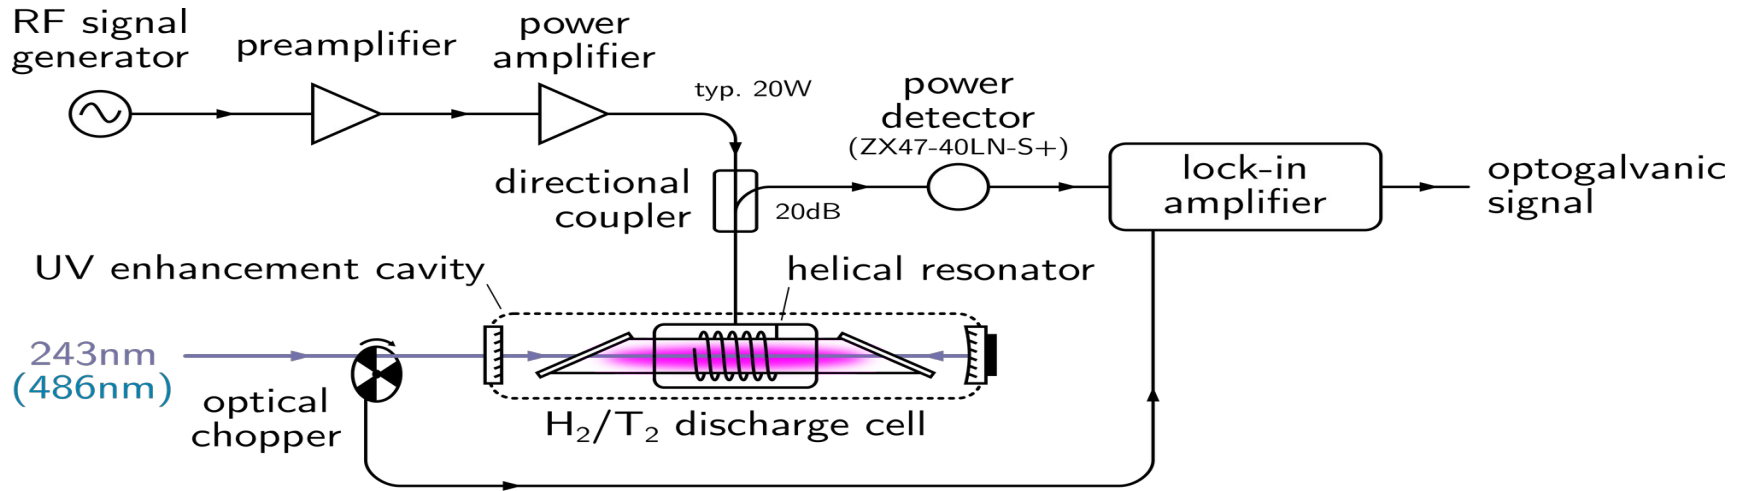 RF signal
generator
preamplifier
power
amplifier
typ. 20W
power
detector
(ZX47-40LN-S+)
directional
coupler
20dB
lock-in
amplifier
optogalvanic
signal
UV enhancement cavity
helical resonator
243nm
(486nm)
optical
chopper
H₂/T₂ discharge cell